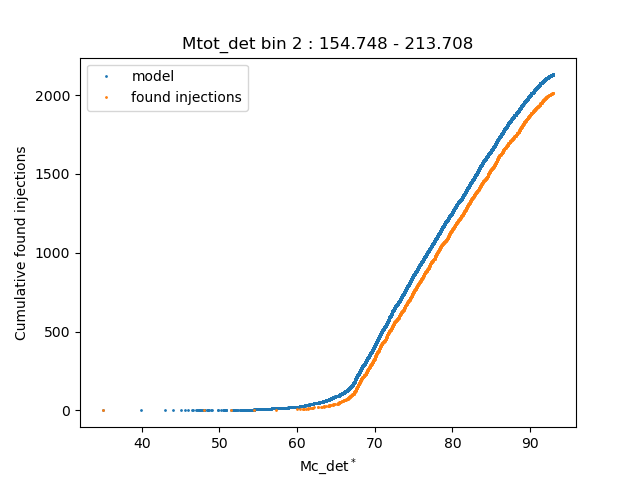 Mtot_det bin 2 : 154.748 - 213.708
model
found injections
Cumulative found injections
2000
1500
1000
500
0
40 50 60 70 80 90
Mc_det*